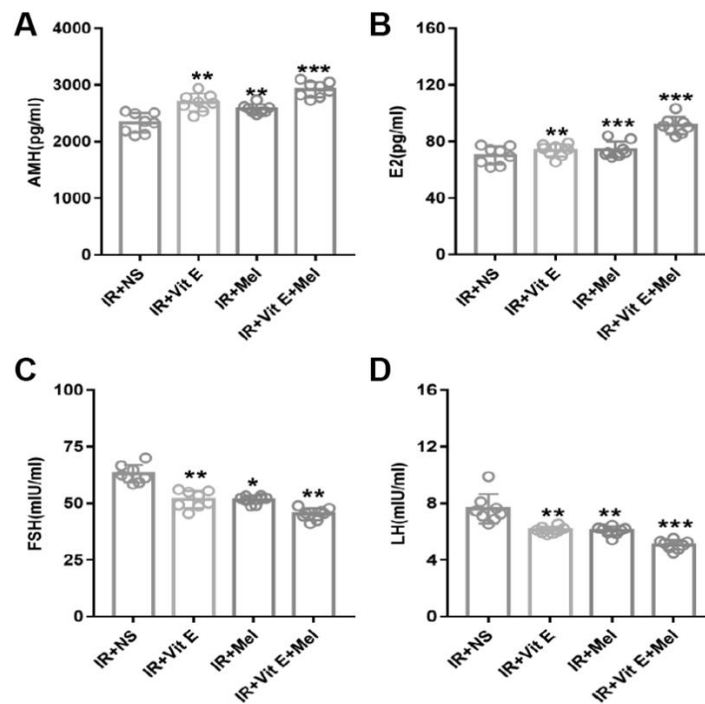 A
AMH(pg/ml)
3000
2000
1000
0
**
**
***
IR+NS
IR+Vit E
IR+Mel
IR+Vit E+Mel
B
E2(pg/ml)
160
120
80
40
0
**
***
***
IR+NS
IR+Vit E
IR+Mel
IR+Vit E+Mel
C
FSH(mIU/ml)
100
75
50
25
0
**
*
**
IR+NS
IR+Vit E
IR+Mel
IR+Vit E+Mel
D
LH(mIU/ml)
16
12
8
4
0
**
**
***
IR+NS
IR+Vit E
IR+Mel
IR+Vit E+Mel